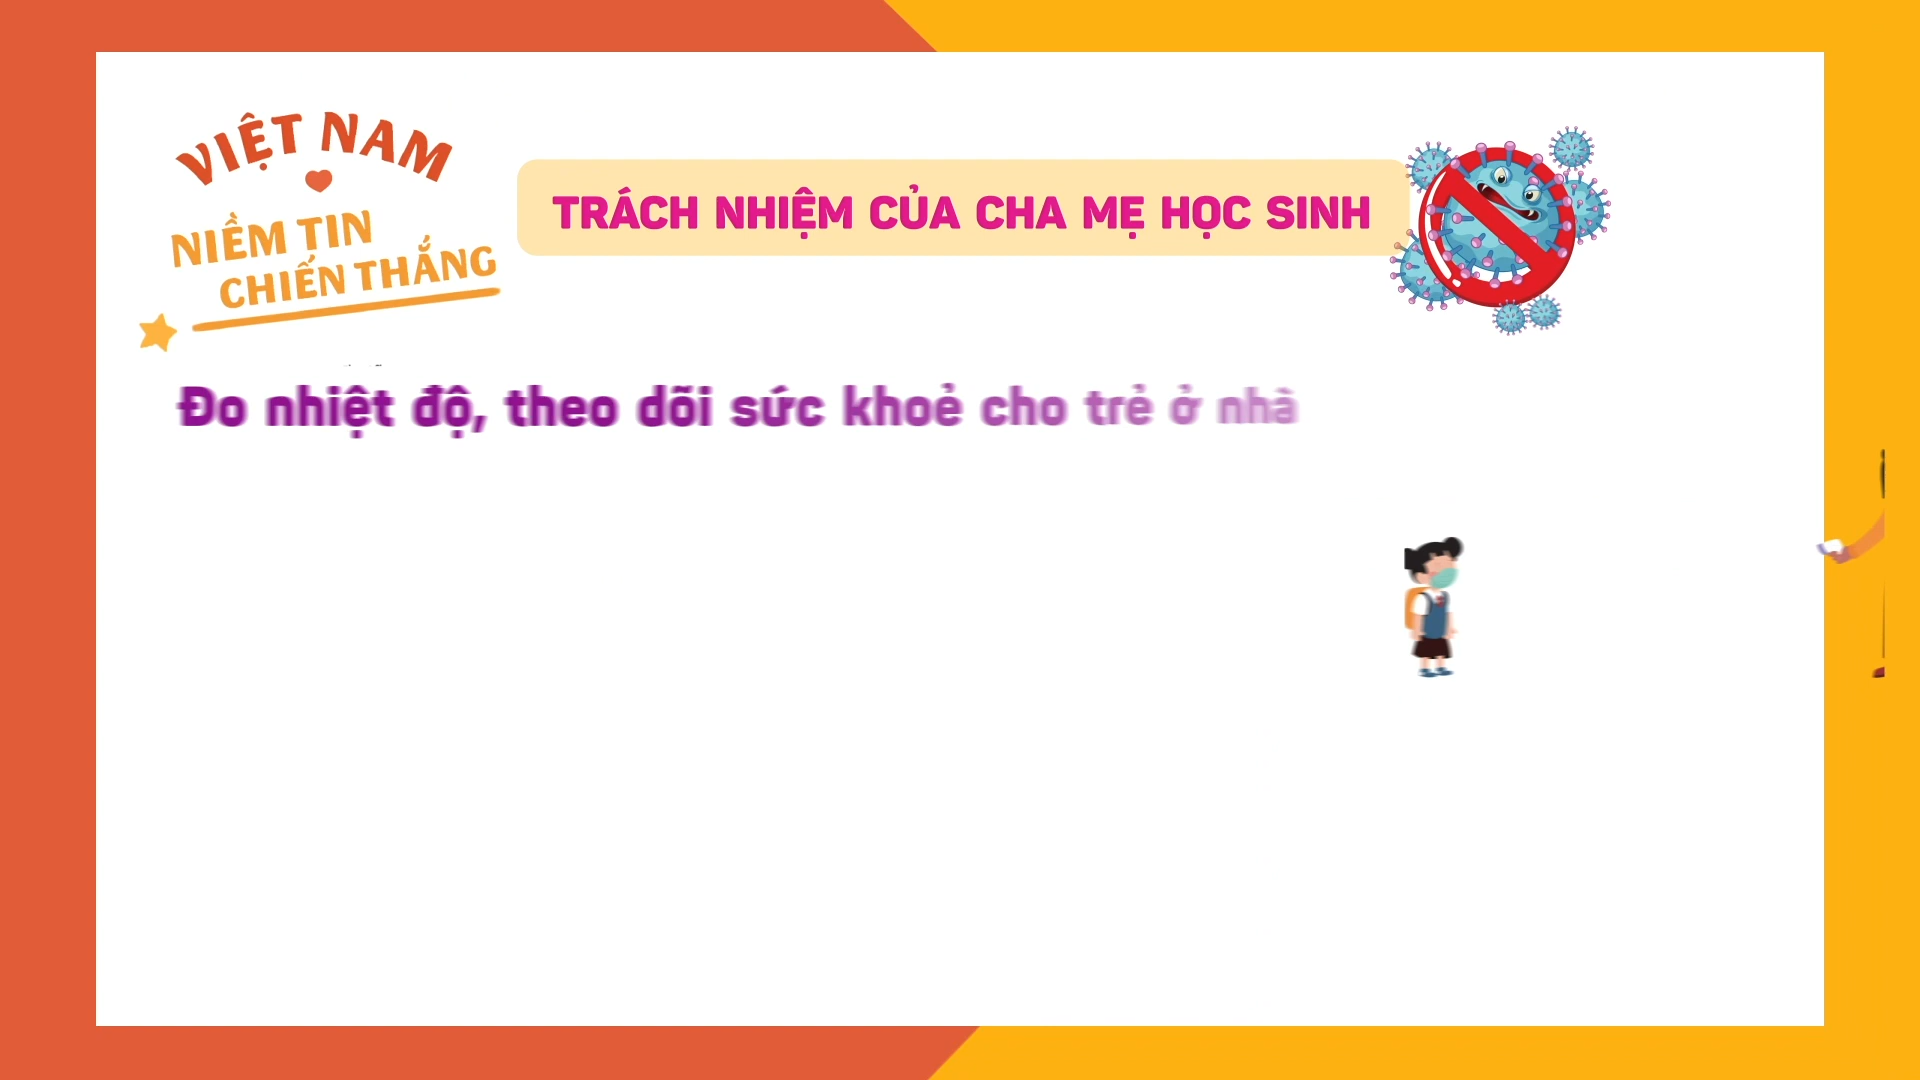 VIỆT NAM
NIỀM TIN
CHIẾN THẮNG
TRÁCH NHIỆM CỦA CHA MẸ HỌC SINH
Đo nhiệt độ, theo dõi sức khoẻ cho trẻ ở nhà